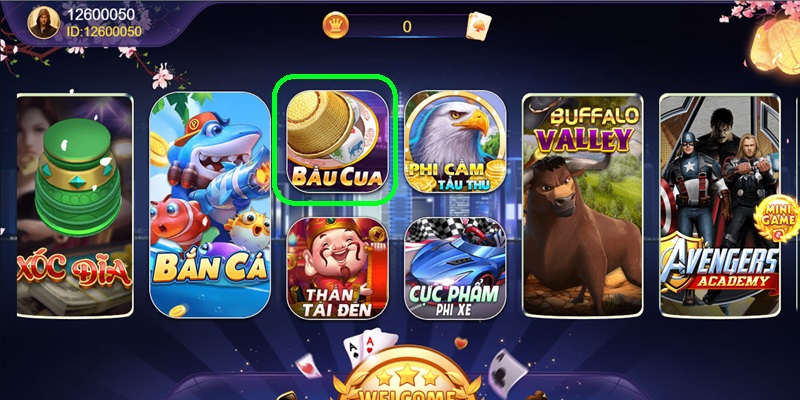 12600050
ID:12600050
0
XÓC ĐĨA
BẮN CÁ
BẦU CUA
PHI CẦM
TẨU THÚ
THẦN
TÀI ĐẾN
CỰC PHẨM
PHI XE
BUFFALO
VALLEY
AVENGERS
ACADEMY
MINI
GAME
WELCOME